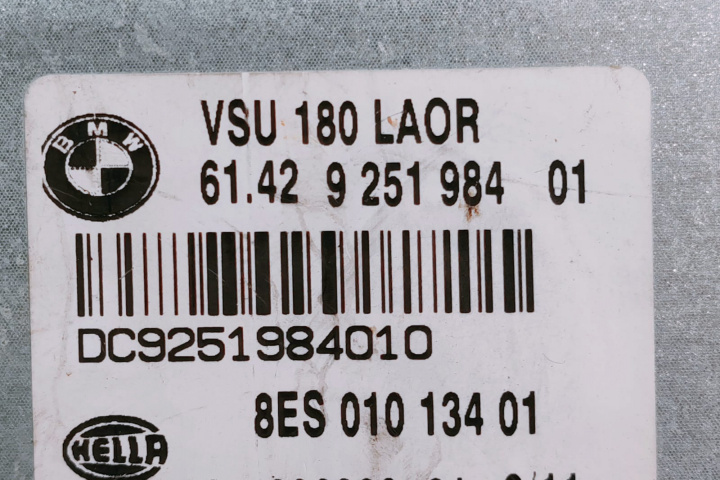 BMW
VSU 180 LAOR
61.42 9 251 984 01
DC9251984010
8ES 010 134 01
HELLA